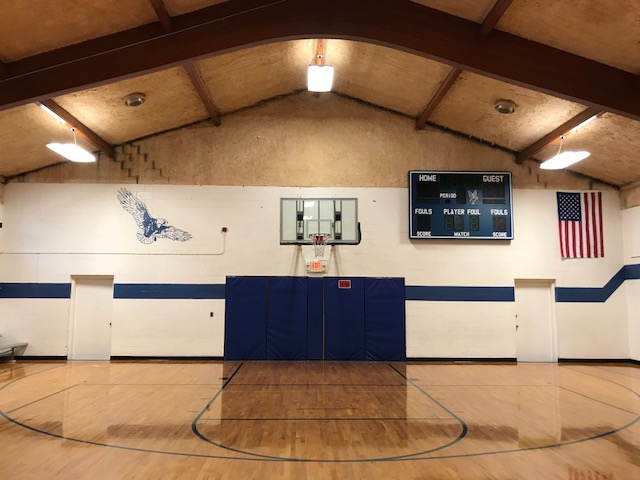 HOME GUEST
PERIOD
FOULS PLAYER FOUL FOULS
SCORE MATCH SCORE